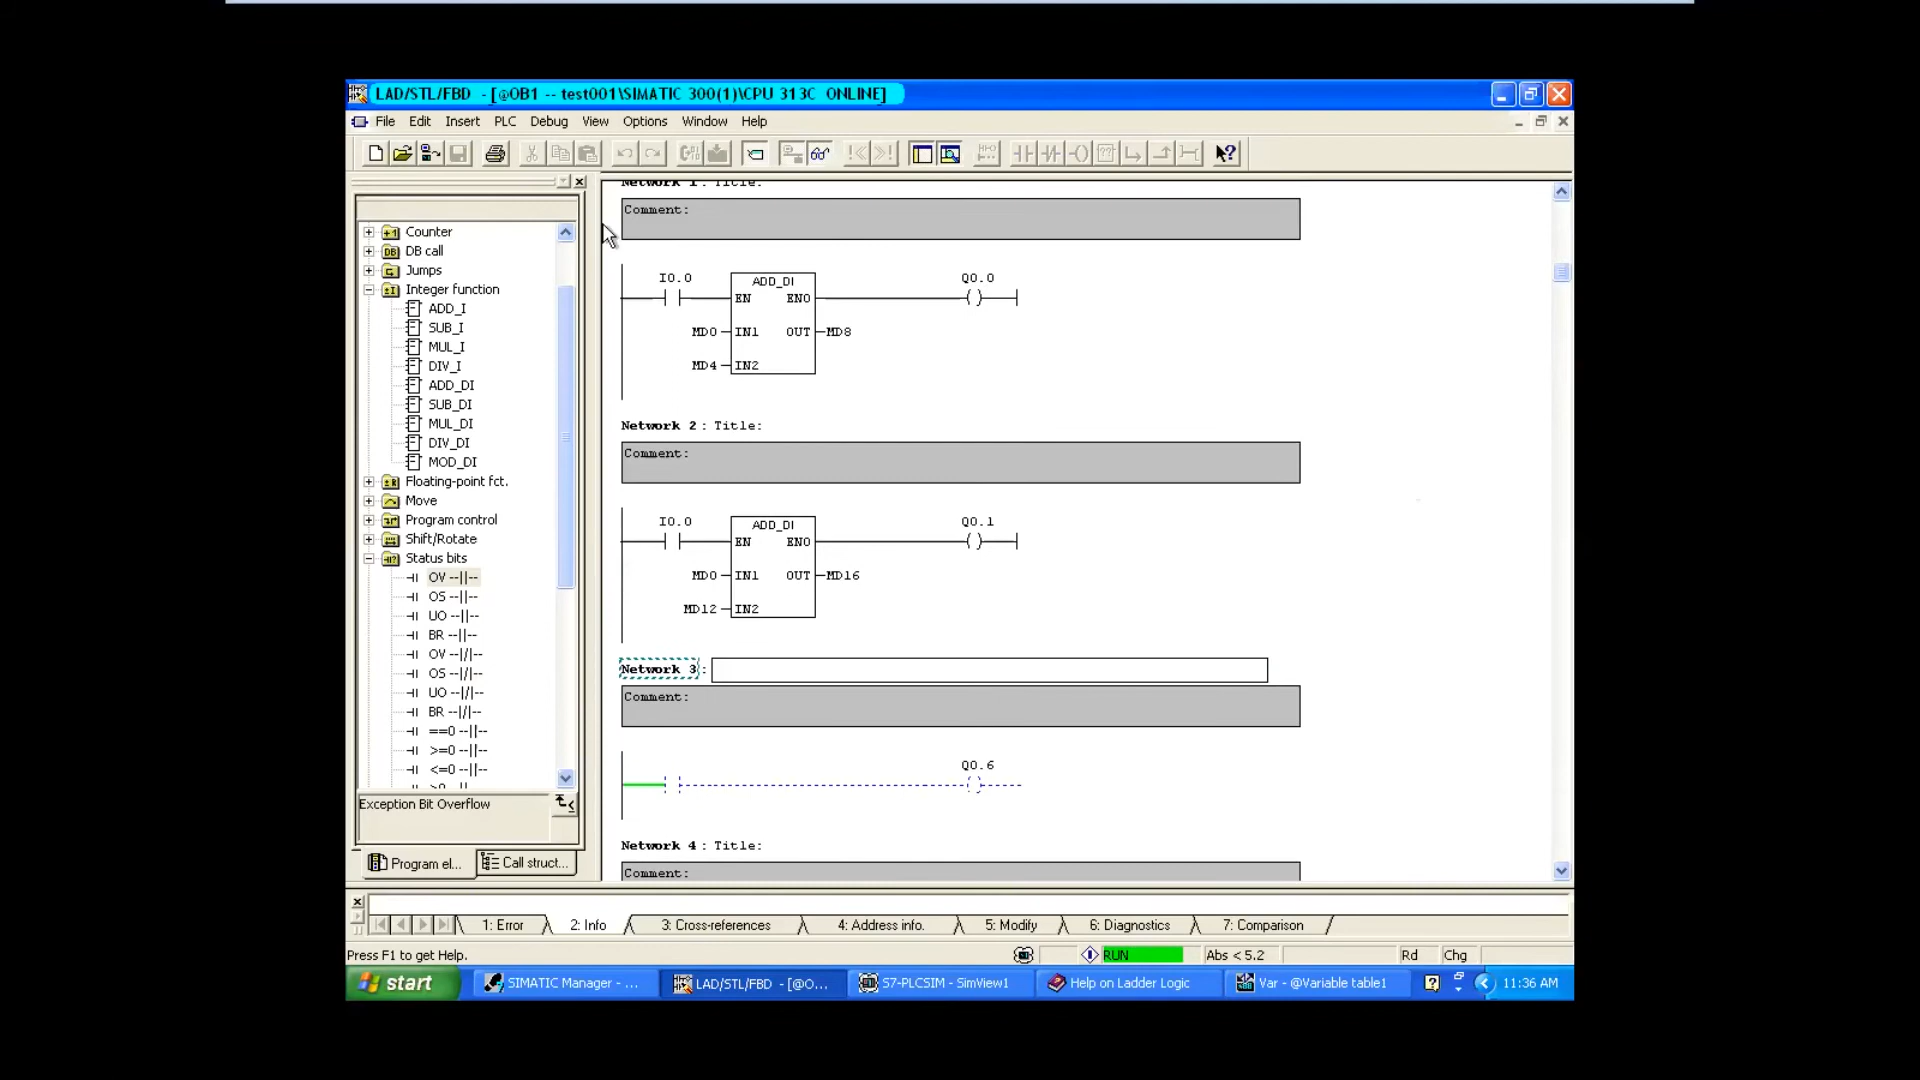 LAD/STL/FBD - [@OB1 -- test001\SIMATIC 300(1)\CPU 313C ONLINE]
File Edit Insert PLC Debug View Options Window Help
Counter
DB call
Jumps
Integer function
ADD_I
SUB_I
MUL_I
DIV_I
ADD_DI
SUB_DI
MUL_DI
DIV_DI
MOD_DI
Floating-point fct.
Move
Program control
Shift/Rotate
Status bits
OV --||--
OS --||--
UO --||--
BR --||--
OV --|/|--
OS --|/|--
UO --|/|--
BR --|/|--
==0 --||--
>=0 --||--
<=0 --||--
Exception Bit Overflow
Program el...
Call struct...
Network 1 : Title:
Comment:
I0.0
ADD_DI
Q0.0
EN ENO
MD0 IN1 OUT MD8
MD4 IN2
Network 2 : Title:
Comment:
I0.0
ADD_DI
Q0.1
EN ENO
MD0 IN1 OUT MD16
MD12 IN2
Network 3 :
Comment:
Q0.6
Network 4 : Title:
Comment:
1: Error 2: Info 3: Cross-references 4: Address info. 5: Modify 6: Diagnostics 7: Comparison
Press F1 to get Help. RUN Abs < 5.2 Rd Chg
start SIMATIC Manager - ... LAD/STL/FBD - [@O... S7-PLCSIM - SimView1 Help on Ladder Logic Var - @Variable table1 11:36 AM